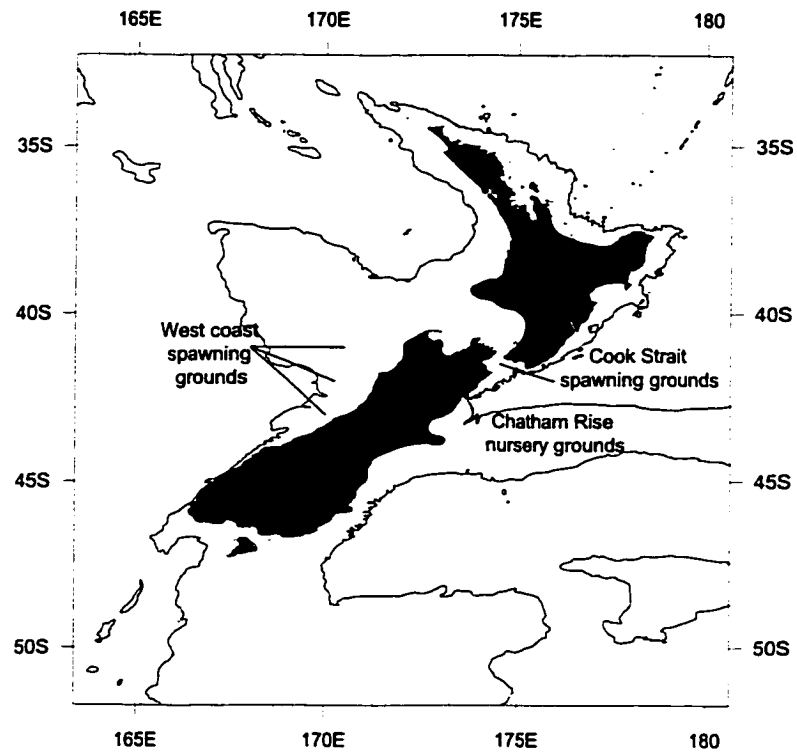 165E 170E 175E 180
35S 35S
40S 40S
West coast
spawning
grounds
Cook Strait
spawning grounds
Chatham Rise
nursery grounds
45S 45S
50S 50S
165E 170E 175E 180